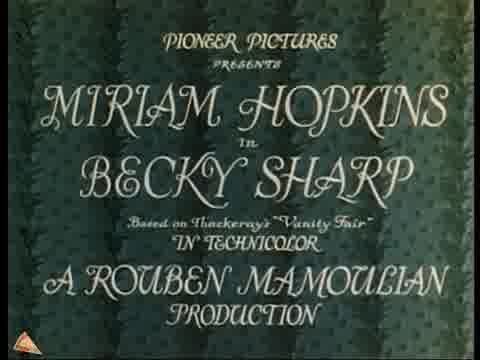 PIONEER PICTURES
PRESENTS
MIRIAM HOPKINS
in
BECKY SHARP
Based on Thackeray's "Vanity Fair"
IN TECHNICOLOR
A ROUBEN MAMOULIAN
PRODUCTION